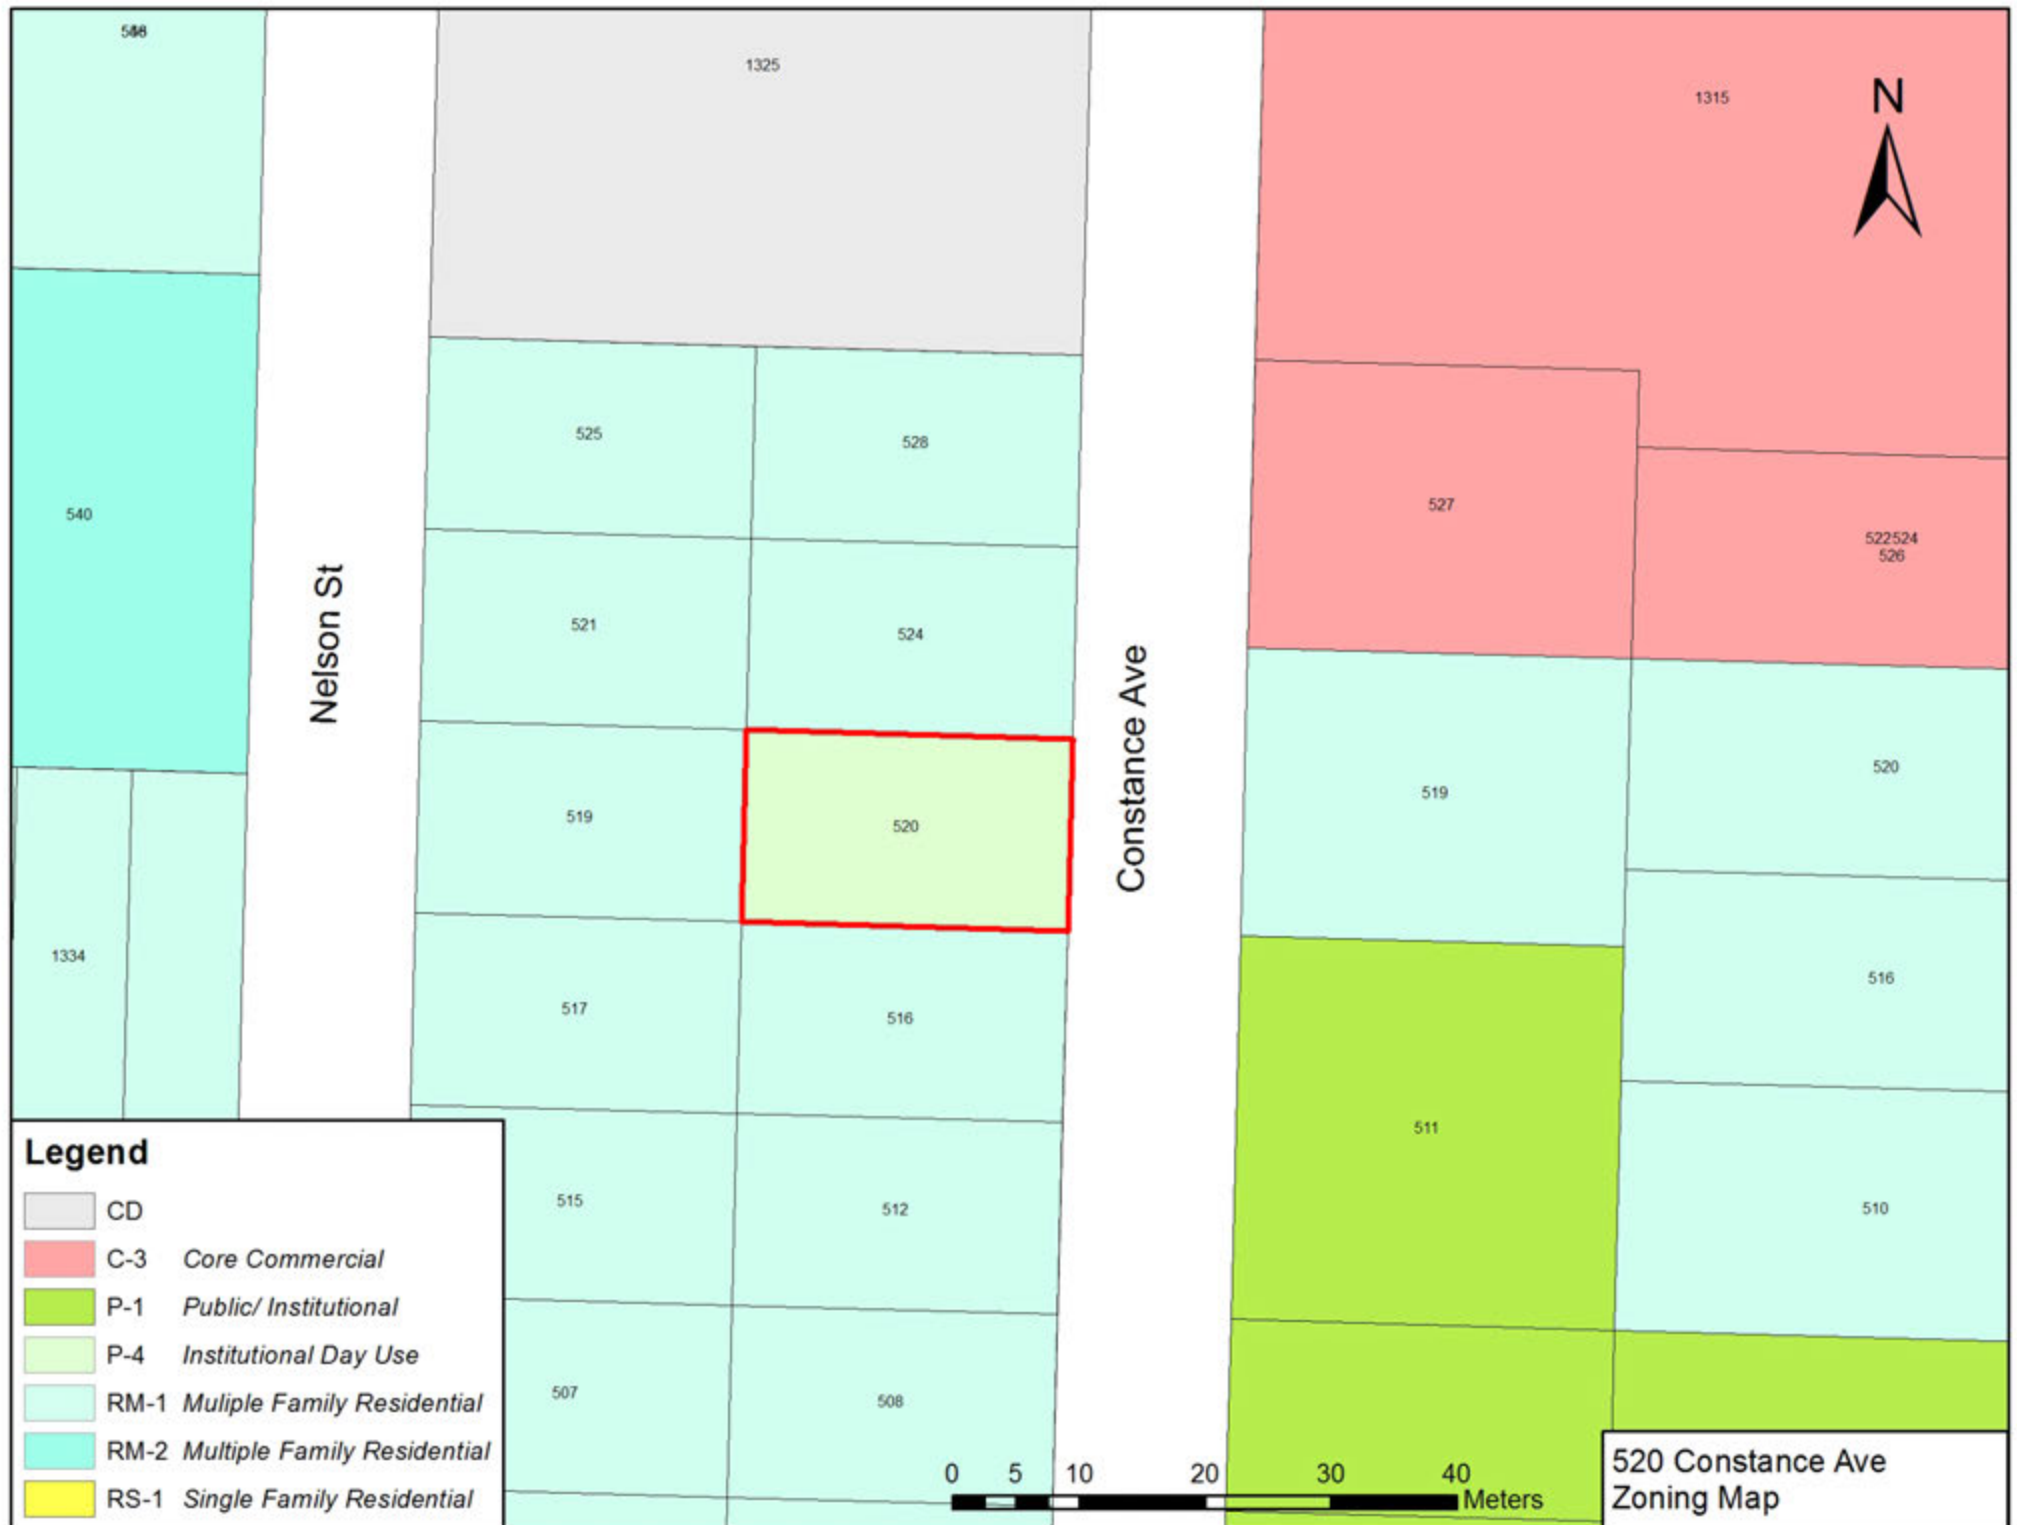 1325
1315
N
525
528
527
522524
526
540
Nelson St
521
524
Constance Ave
519
520
519
520
1334
517
516
516
511
515
512
510
507
508
Legend
CD
C-3 Core Commercial
P-1 Public/ Institutional
P-4 Institutional Day Use
RM-1 Muliple Family Residential
RM-2 Multiple Family Residential
RS-1 Single Family Residential
0 5 10 20 30 40
Meters
520 Constance Ave
Zoning Map